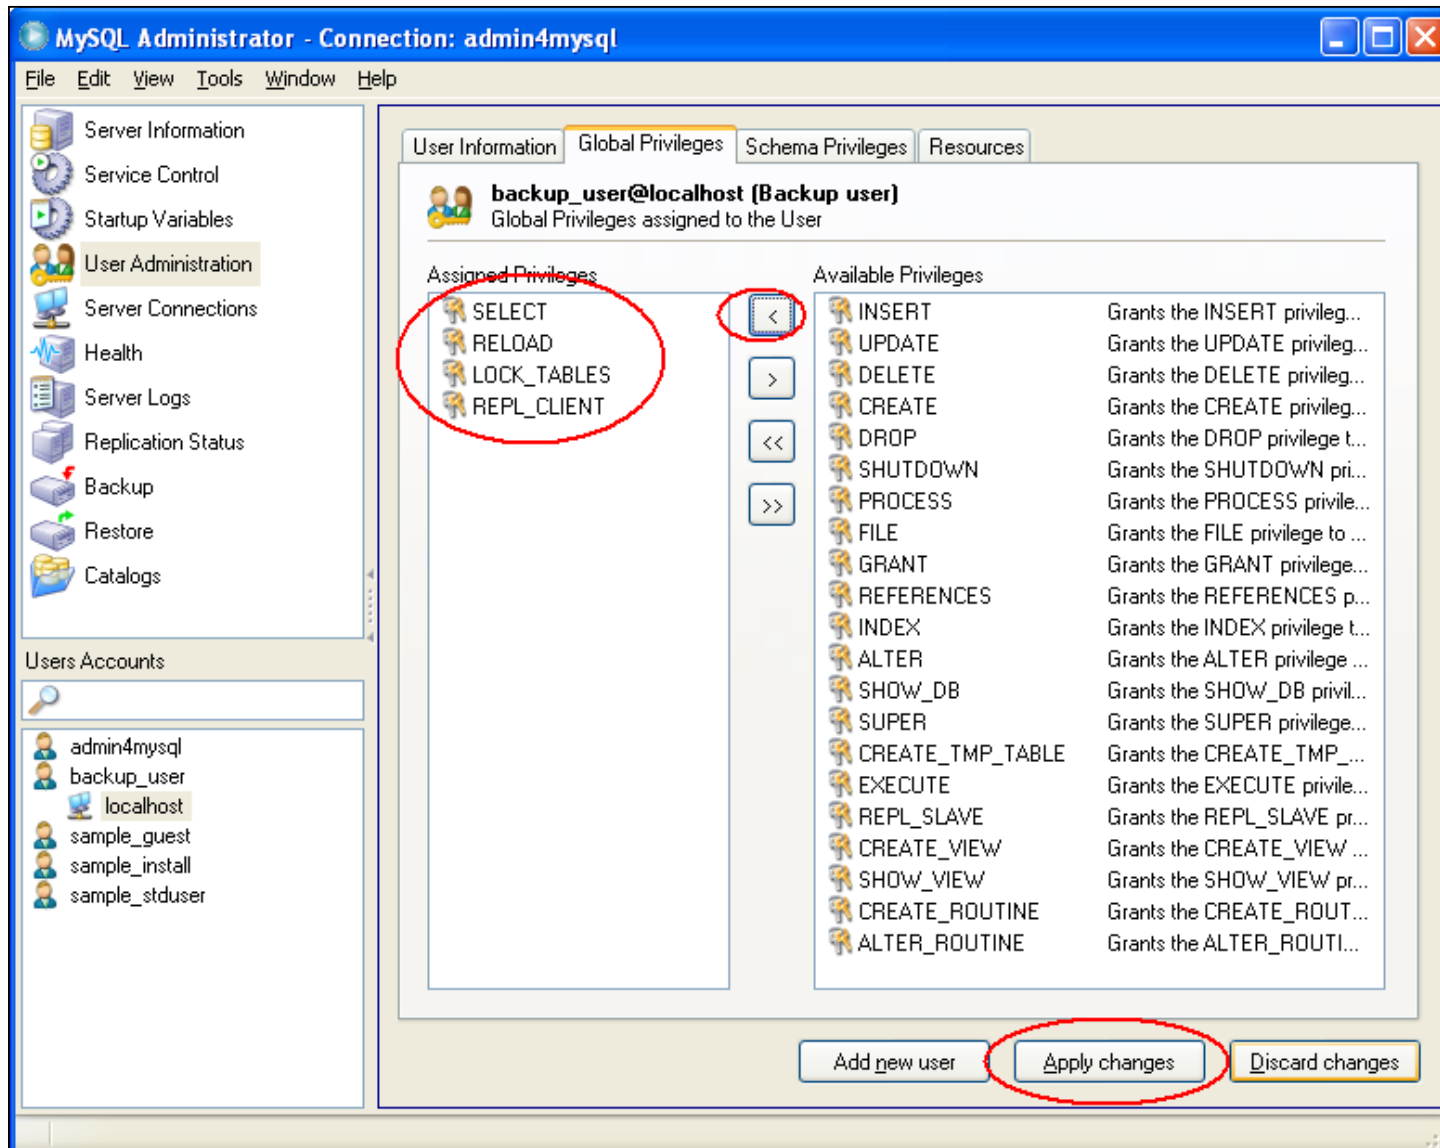 MySQL Administrator - Connection: admin4mysql
File Edit View Tools Window Help
Server Information
Service Control
Startup Variables
User Administration
Server Connections
Health
Server Logs
Replication Status
Backup
Restore
Catalogs
Users Accounts
admin4mysql
backup_user
localhost
sample_guest
sample_install
sample_stduser
User Information Global Privileges Schema Privileges Resources
backup_user@localhost (Backup user)
Global Privileges assigned to the User
Assigned Privileges
SELECT
RELOAD
LOCK_TABLES
REPL_CLIENT
<
>
<<
>>
Available Privileges
INSERT Grants the INSERT privileg...
UPDATE Grants the UPDATE privileg...
DELETE Grants the DELETE privileg...
CREATE Grants the CREATE privileg...
DROP Grants the DROP privilege t...
SHUTDOWN Grants the SHUTDOWN pri...
PROCESS Grants the PROCESS privile...
FILE Grants the FILE privilege to ...
GRANT Grants the GRANT privilege...
REFERENCES Grants the REFERENCES p...
INDEX Grants the INDEX privilege t...
ALTER Grants the ALTER privilege ...
SHOW_DB Grants the SHOW_DB privil...
SUPER Grants the SUPER privilege...
CREATE_TMP_TABLE Grants the CREATE_TMP_...
EXECUTE Grants the EXECUTE privile...
REPL_SLAVE Grants the REPL_SLAVE pr...
CREATE_VIEW Grants the CREATE_VIEW ...
SHOW_VIEW Grants the SHOW_VIEW pr...
CREATE_ROUTINE Grants the CREATE_ROUT...
ALTER_ROUTINE Grants the ALTER_ROUTI...
Add new user Apply changes Discard changes